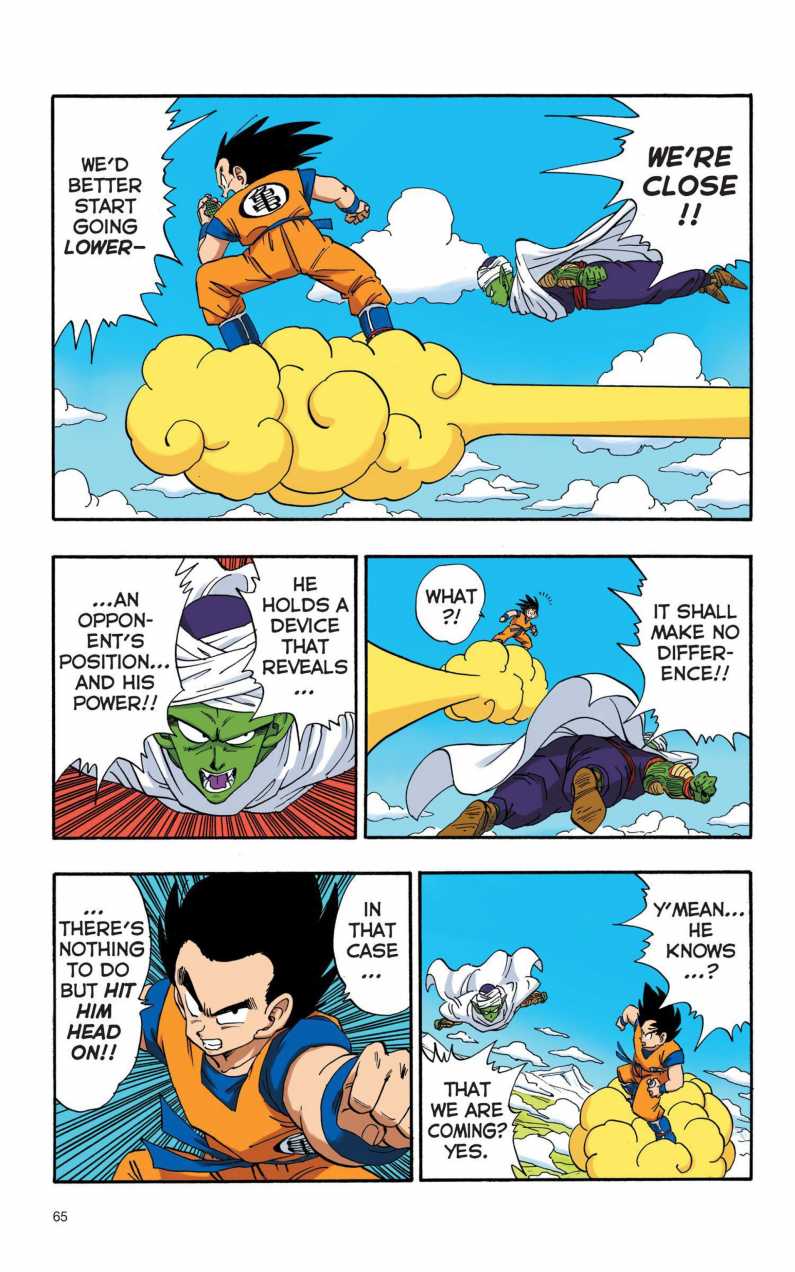 WE'RE
CLOSE
!!
WE'D
BETTER
START
GOING
LOWER–
IT SHALL
MAKE NO
DIFFER-
ENCE!!
WHAT
?!
HE
HOLDS A
DEVICE
THAT
REVEALS
...
...AN
OPPON-
ENT'S
POSITION...
AND HIS
POWER!!
Y'MEAN...
HE
KNOWS
...?
THAT
WE ARE
COMING?
YES.
IN
THAT
CASE
...
...
THERE'S
NOTHING
TO DO
BUT HIT
HIM
HEAD
ON!!
65